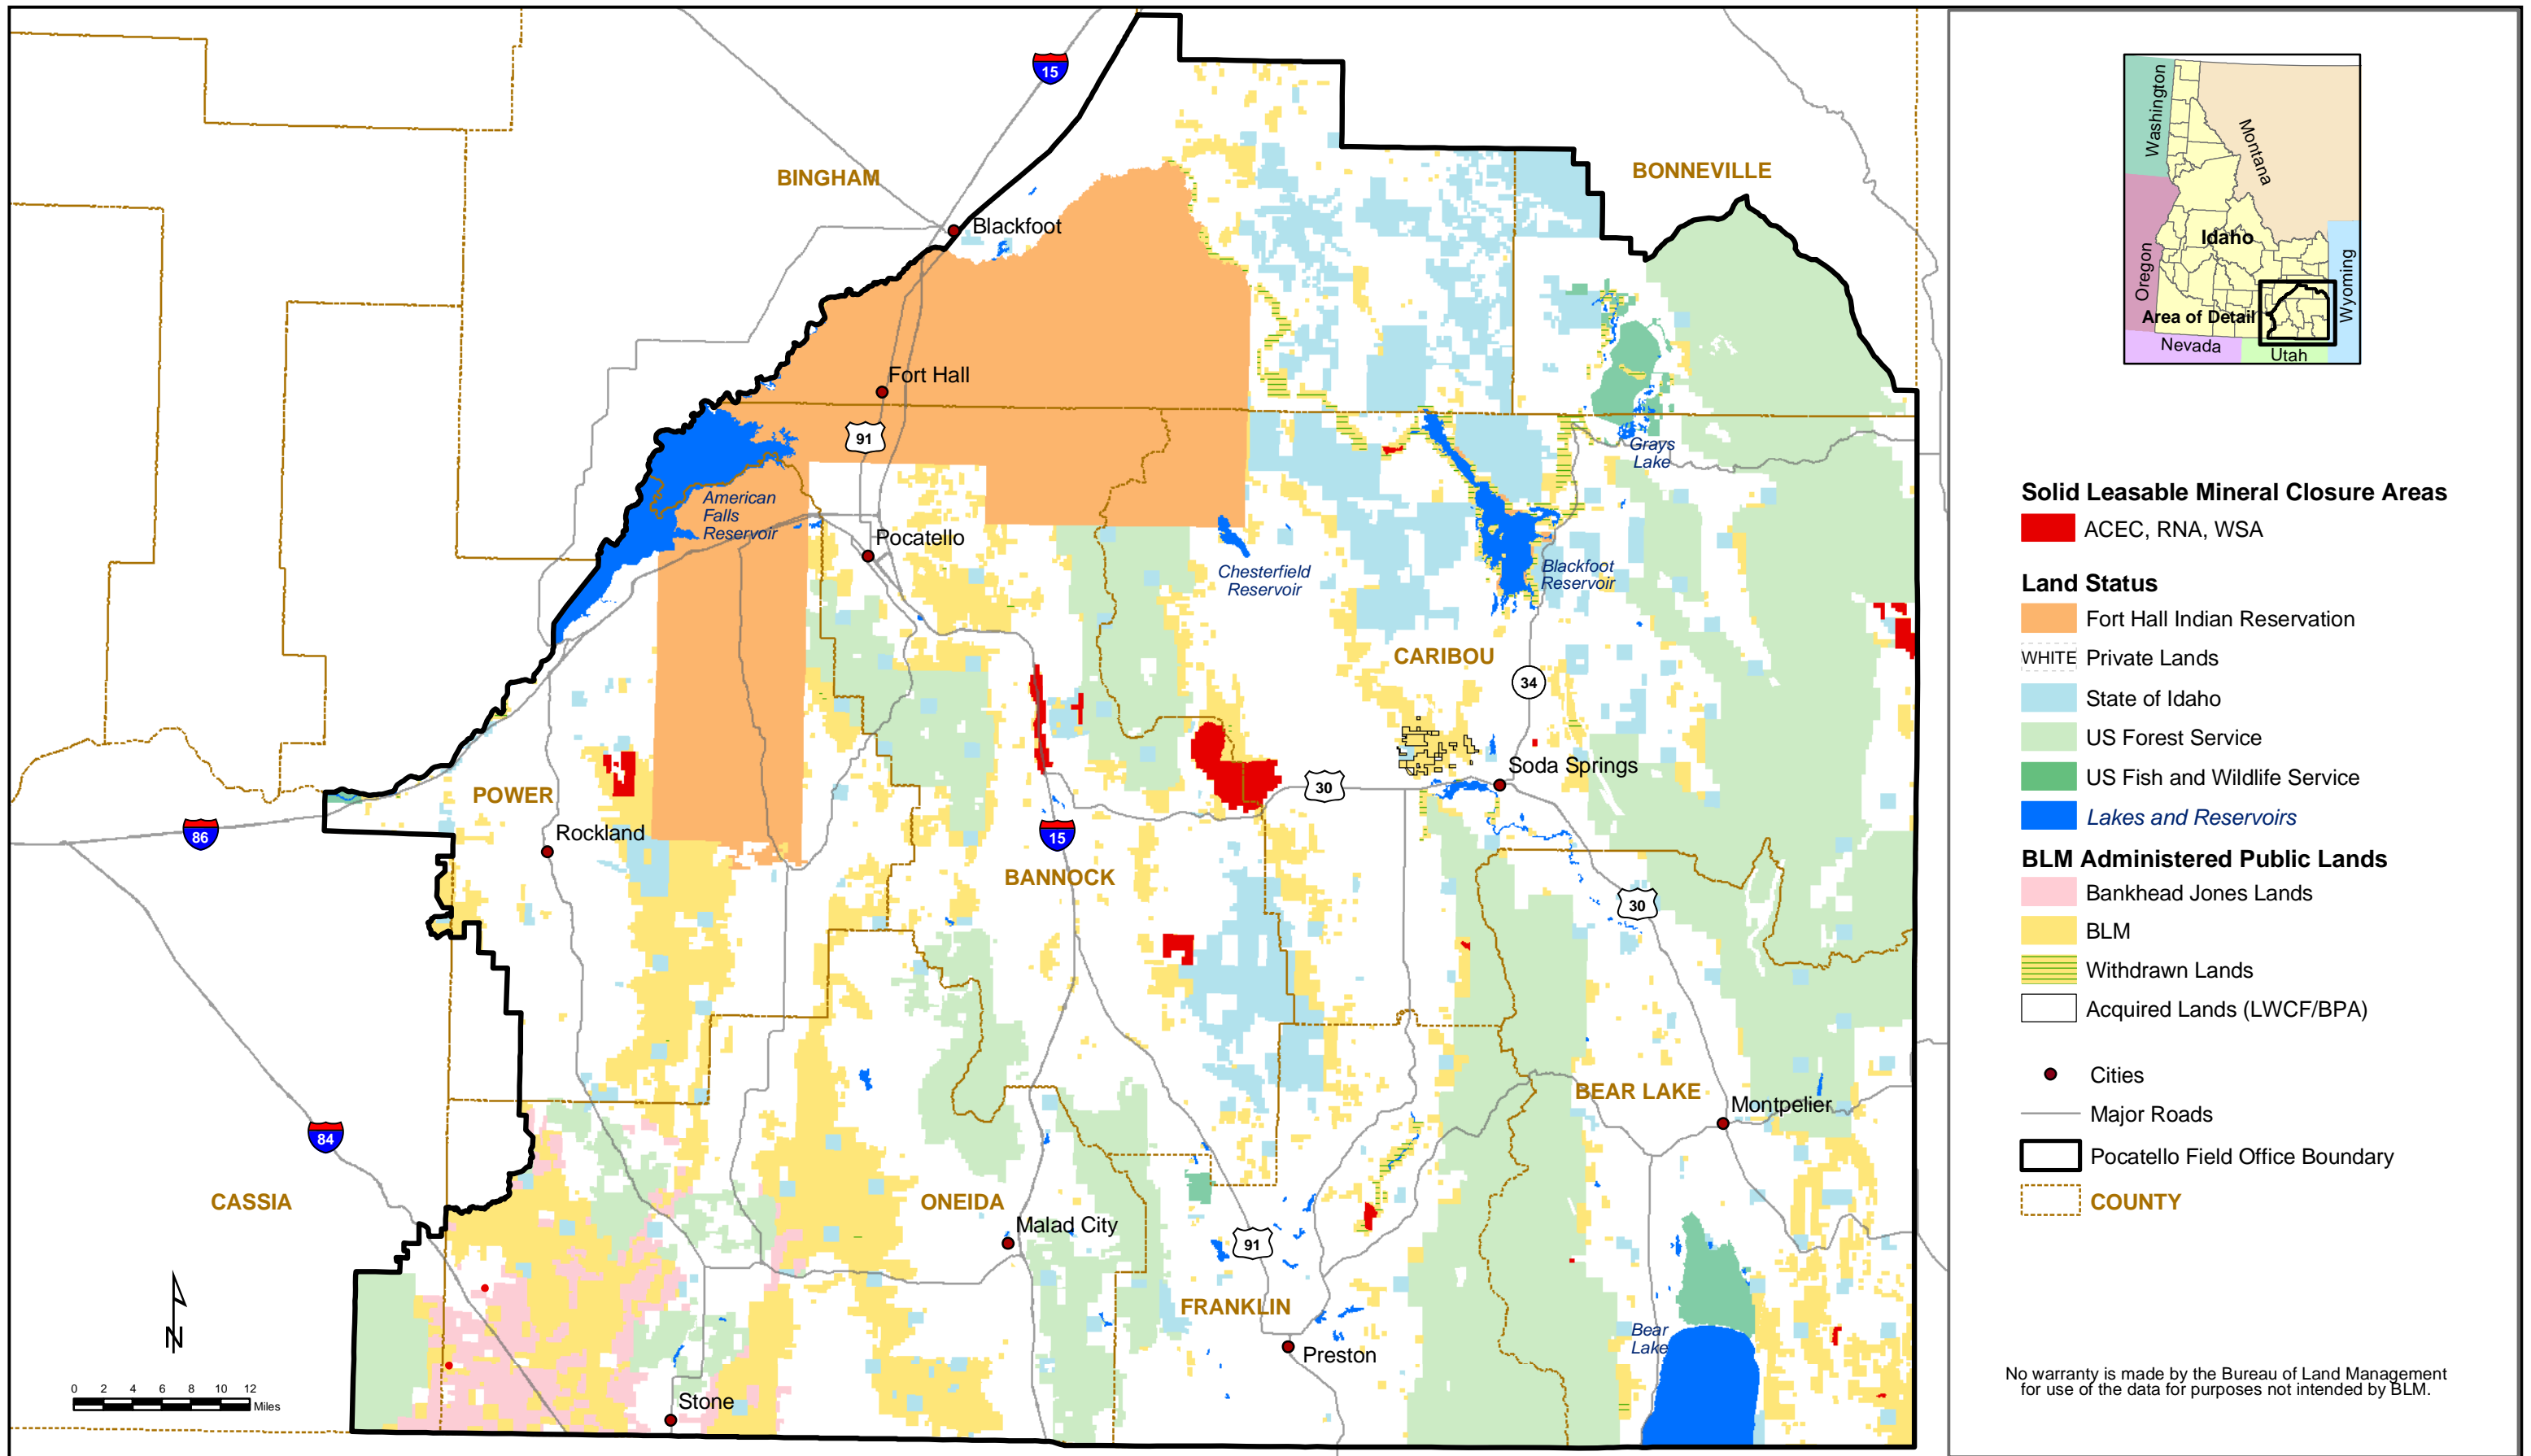 15
BINGHAM
BONNEVILLE
Blackfoot
Fort Hall
91
American
Falls
Reservoir
Pocatello
Grays
Lake
Chesterfield
Reservoir
Blackfoot
Reservoir
CARIBOU
34
30
Soda Springs
POWER
Rockland
86
15
BANNOCK
30
84
CASSIA
BEAR LAKE
Montpelier
ONEIDA
Malad City
91
FRANKLIN
Preston
Bear
Lake
Stone
N
0 2 4 6 8 10 12
Miles
Washington
Montana
Oregon
Idaho
Wyoming
Area of Detail
Nevada
Utah
Solid Leasable Mineral Closure Areas
ACEC, RNA, WSA
Land Status
Fort Hall Indian Reservation
WHITE Private Lands
State of Idaho
US Forest Service
US Fish and Wildlife Service
Lakes and Reservoirs
BLM Administered Public Lands
Bankhead Jones Lands
BLM
Withdrawn Lands
Acquired Lands (LWCF/BPA)
Cities
Major Roads
Pocatello Field Office Boundary
COUNTY
No warranty is made by the Bureau of Land Management
for use of the data for purposes not intended by BLM.